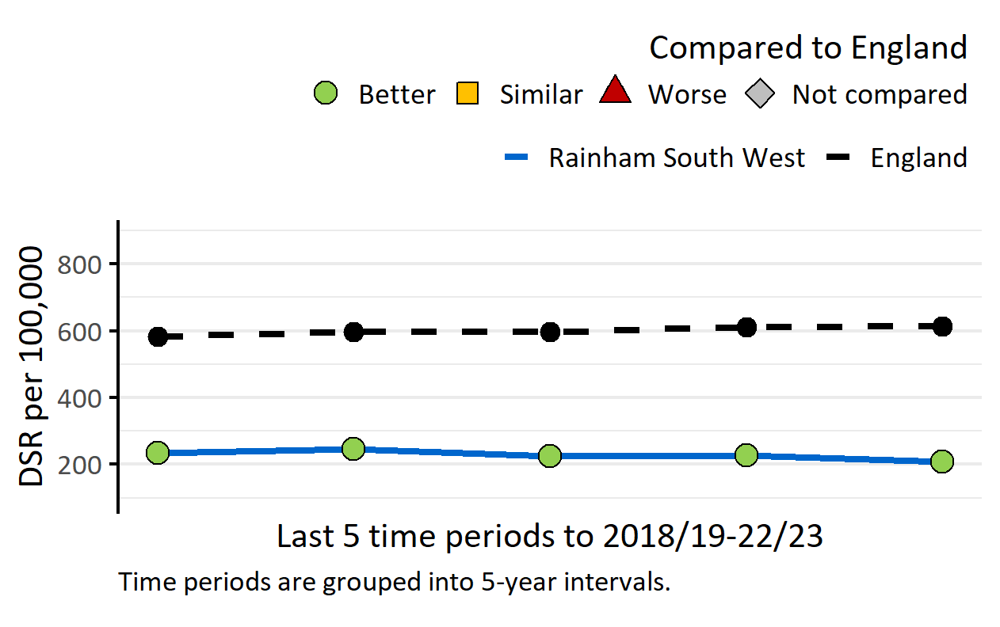 Compared to England
Better Similar Worse Not compared
Rainham South West England
DSR per 100,000
800
600
400
200
Last 5 time periods to 2018/19-22/23
Time periods are grouped into 5-year intervals.